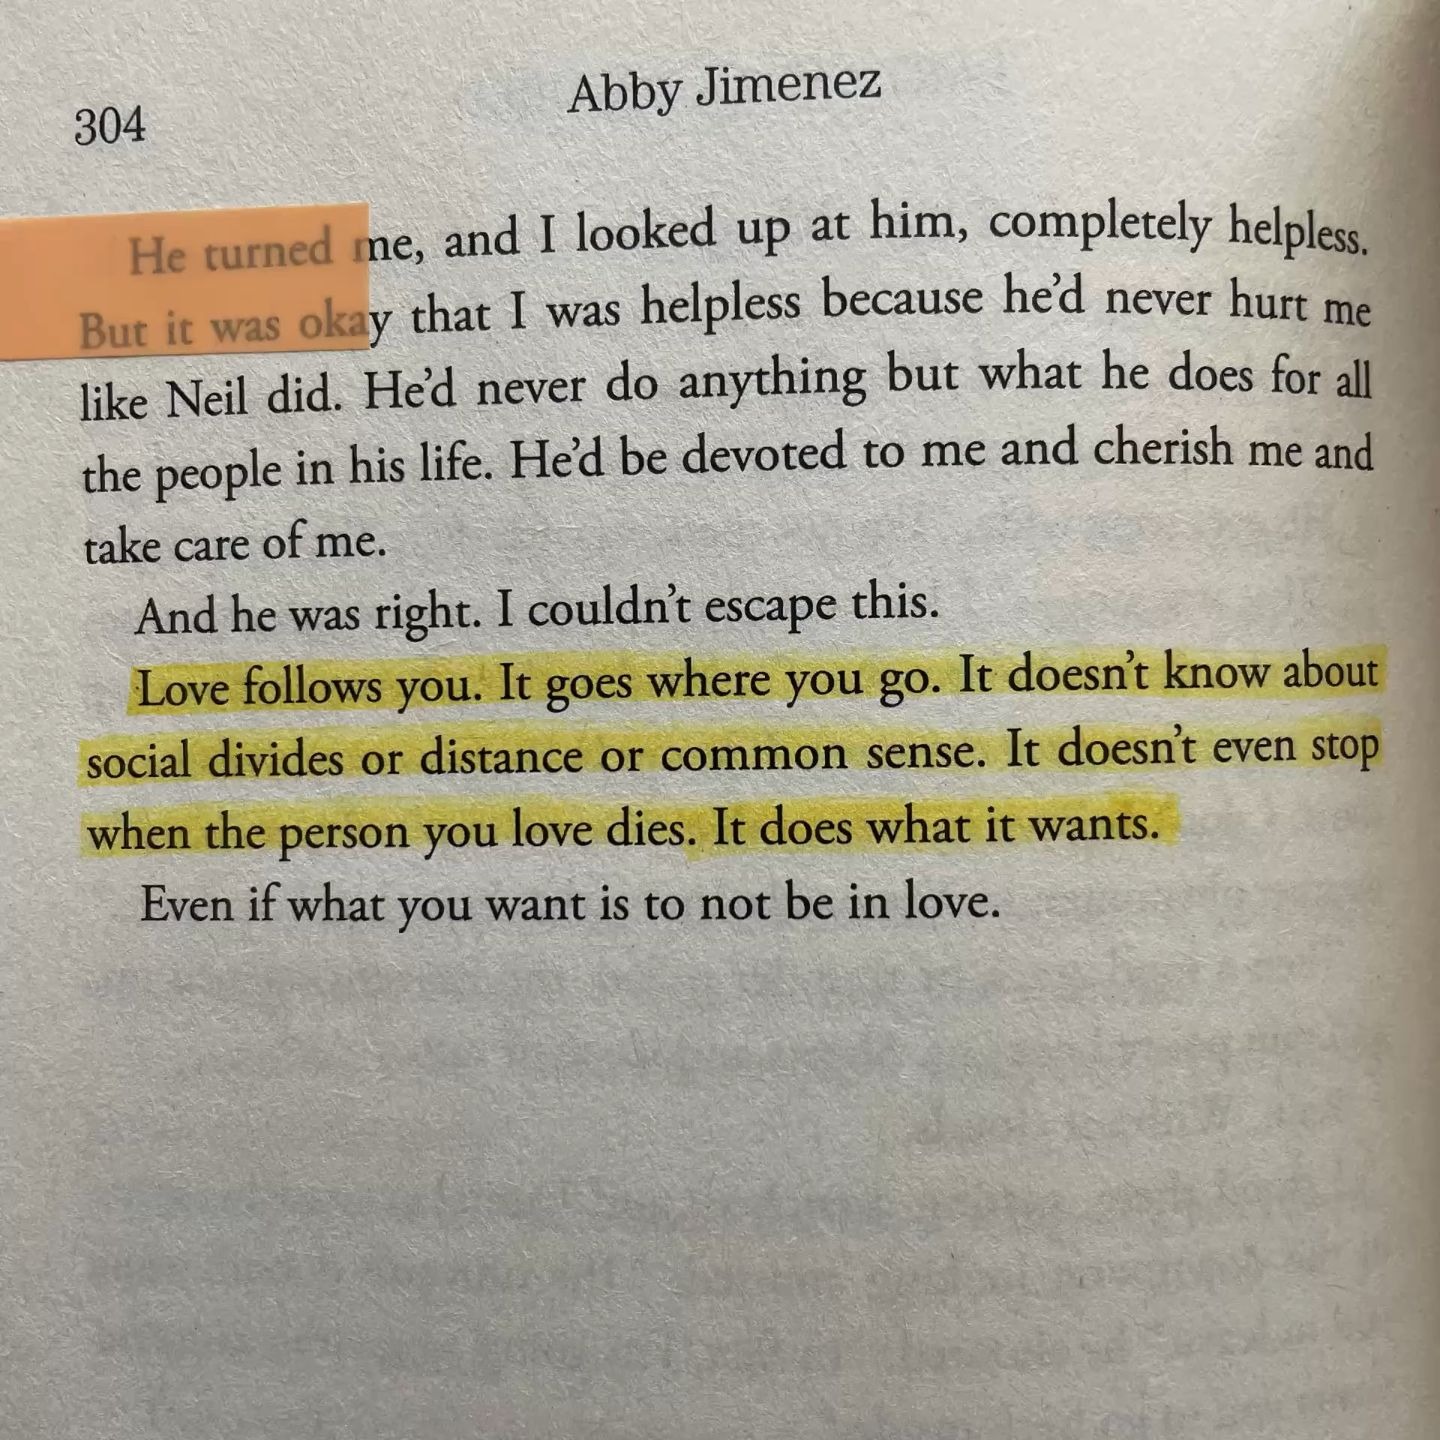 304
Abby Jimenez
He turned me, and I looked up at him, completely helpless.
But it was okay that I was helpless because he’d never hurt me
like Neil did. He’d never do anything but what he does for all
the people in his life. He’d be devoted to me and cherish me and
take care of me.
And he was right. I couldn’t escape this.
Love follows you. It goes where you go. It doesn’t know about
social divides or distance or common sense. It doesn’t even stop
when the person you love dies. It does what it wants.
Even if what you want is to not be in love.